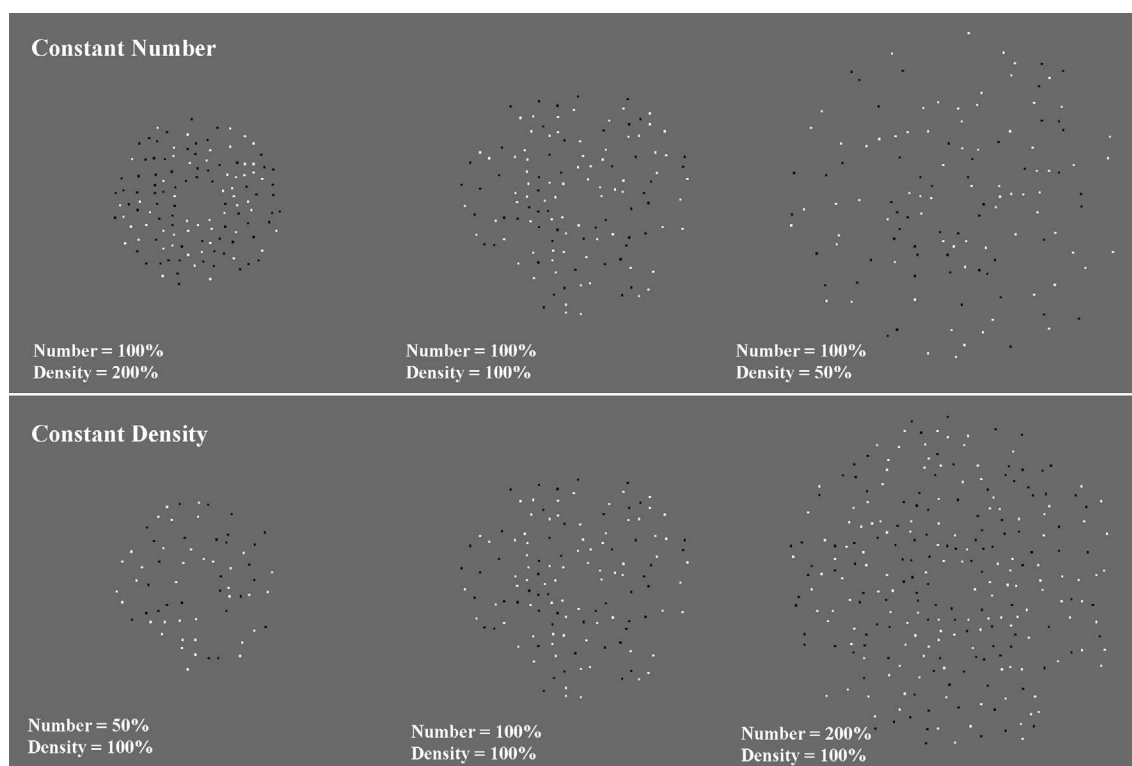 Constant Number
Number = 100%
Density = 200%
Number = 100%
Density = 100%
Number = 100%
Density = 50%
Constant Density
Number = 50%
Density = 100%
Number = 100%
Density = 100%
Number = 200%
Density = 100%